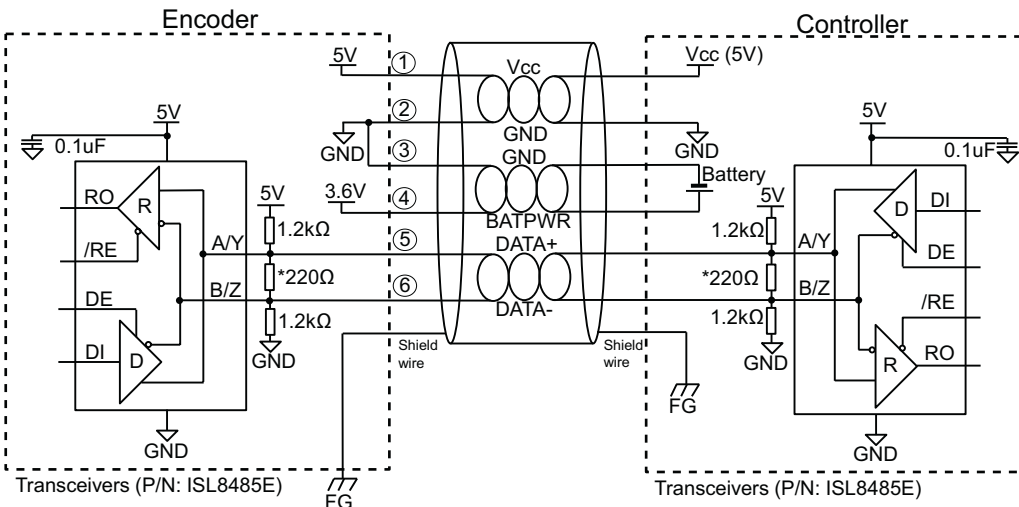 Encoder
Controller
5V
①
Vcc
Vcc (5V)
5V
②
5V
0.1uF
GND
GND
GND
0.1uF
③
GND
Battery
RO
R
5V
3.6V
④
BATPWR
5V
D
DI
1.2kΩ
⑤
DATA+
1.2kΩ
/RE
A/Y
A/Y
DE
*220Ω
*220Ω
DE
B/Z
⑥
B/Z
/RE
1.2kΩ
DATA-
1.2kΩ
DI
D
GND
Shield
wire
Shield
wire
GND
R
RO
FG
GND
GND
Transceivers (P/N: ISL8485E)
FG
Transceivers (P/N: ISL8485E)